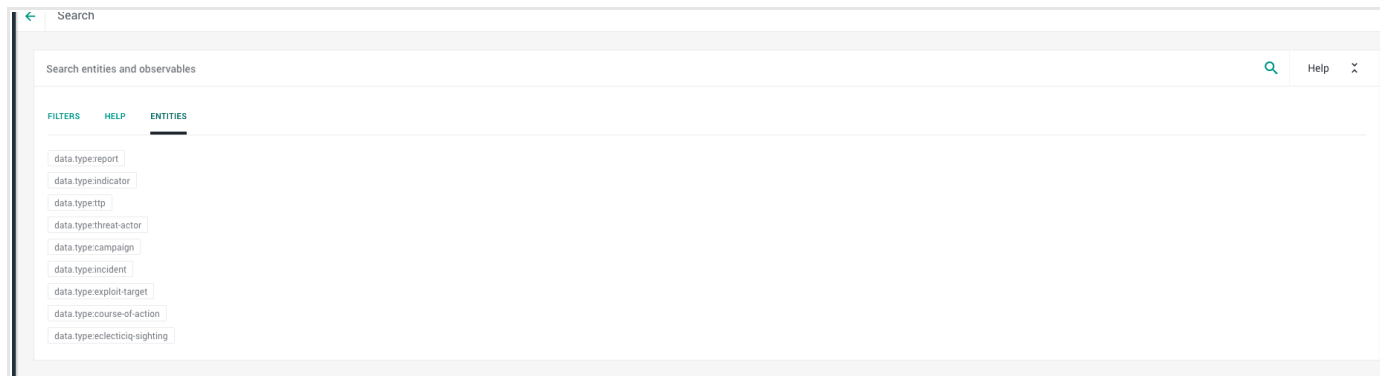 Search
Search entities and observables
Help
FILTERS HELP ENTITIES
data.type:report
data.type:indicator
data.type:ttp
data.type:threat-actor
data.type:campaign
data.type:incident
data.type:exploit-target
data.type:course-of-action
data.type:eclecticiq-sighting